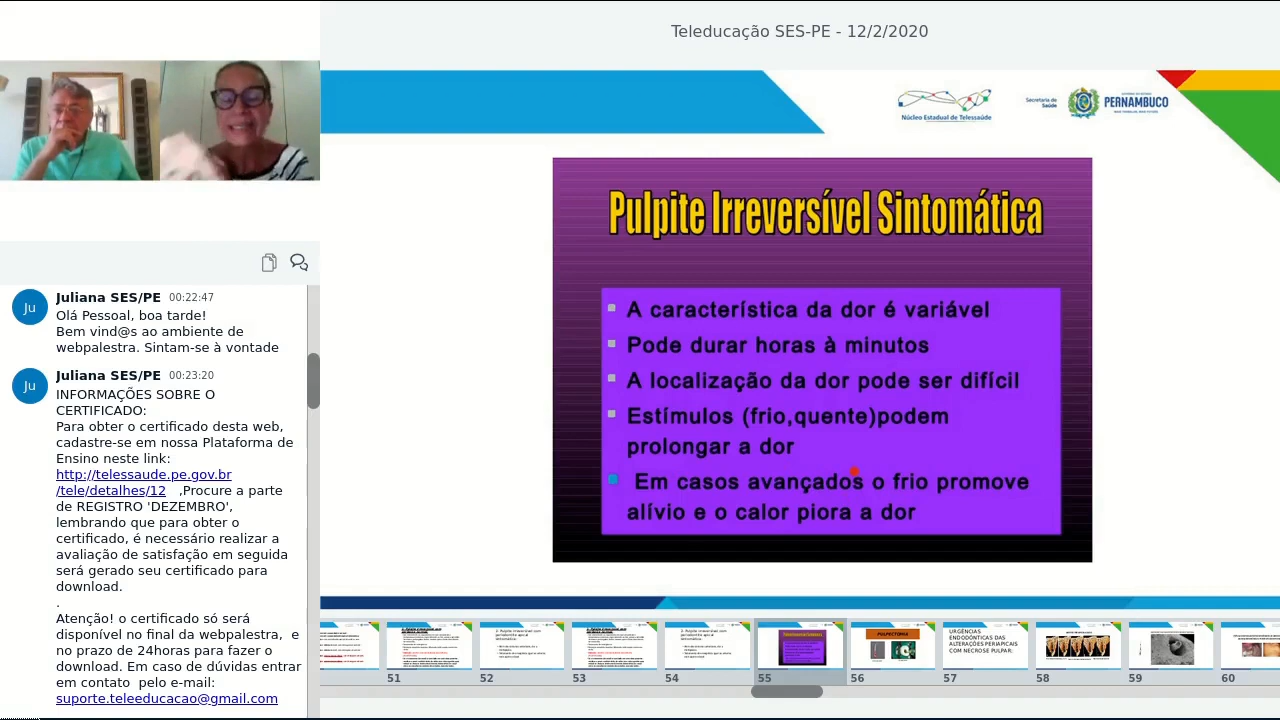 Teleducação SES-PE - 12/2/2020
Núcleo Estadual de Telessaúde
Secretaria de
Saúde
PERNAMBUCO
Pulpite Irreversível Sintomática
A característica da dor é variável
Pode durar horas à minutos
A localização da dor pode ser difícil
Estímulos (frio,quente)podem
prolongar a dor
Em casos avançados o frio promove
alívio e o calor piora a dor
Ju
Juliana SES/PE 00:22:47
Olá Pessoal, boa tarde!
Bem vind@s ao ambiente de
webpalestra. Sintam-se à vontade
Ju
Juliana SES/PE 00:23:20
INFORMAÇÕES SOBRE O
CERTIFICADO:
Para obter o certificado desta web,
cadastre-se em nossa Plataforma de
Ensino neste link:
http://telessaude.pe.gov.br
/tele/detalhes/12 ,Procure a parte
de REGISTRO 'DEZEMBRO',
lembrando que para obter o
certificado, é necessário realizar a
avaliação de satisfação em seguida
será gerado seu certificado para
download.
.
Atenção! o certificado só será
disponível no final da webpalestra, e
no prazo de 24horas para fazer o
download. Em caso de dúvidas entrar
em contato pelo e-mail:
suporte.teleeducacao@gmail.com
PULPECTOMIA
URGÊNCIAS
ENDODÔNTICAS DAS
ALTERAÇÕES PERIAPICAIS
COM NECROSE PULPAR:
51 52 53 54 55 56 57 58 59 60